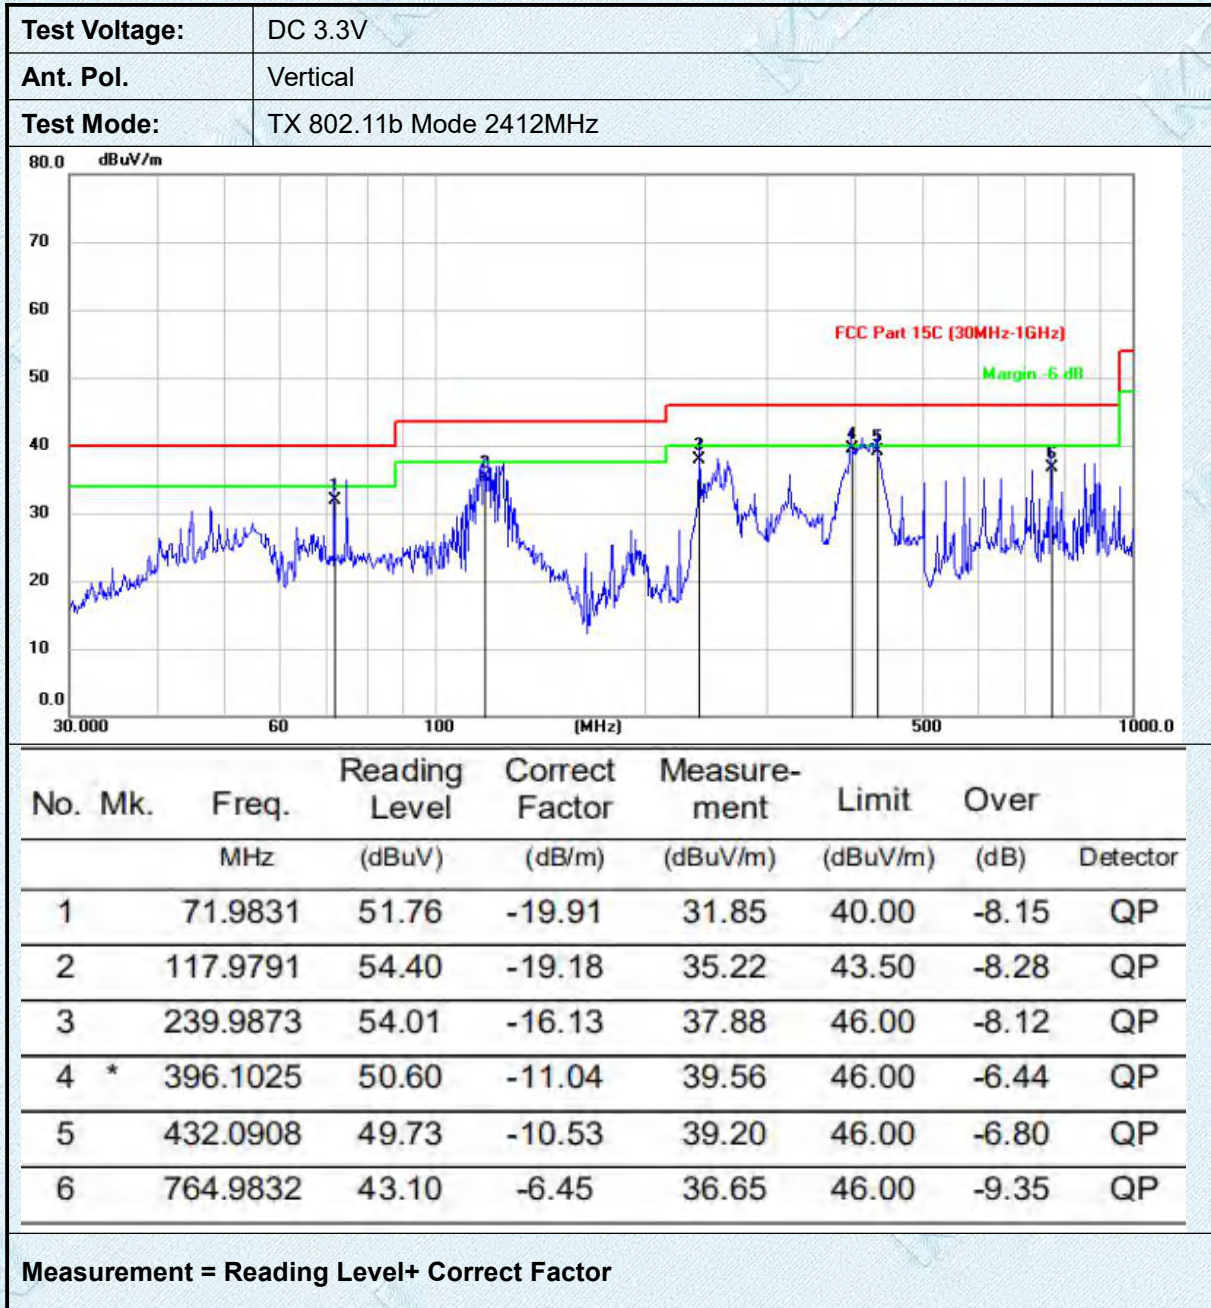 Test Voltage: DC 3.3V
Ant. Pol. Vertical
Test Mode: TX 802.11b Mode 2412MHz
80.0 dBuV/m
70
60
FCC Part 15C (30MHz-1GHz)
50
Margin -6 dB
40
1 2 3 4 5 6
30
20
10
0.0
30.000 60 100 (MHz) 500 1000.0
No. Mk. Freq. Reading Level Correct Factor Measure-ment Limit Over
MHz (dBuV) (dB/m) (dBuV/m) (dBuV/m) (dB) Detector
1 71.9831 51.76 -19.91 31.85 40.00 -8.15 QP
2 117.9791 54.40 -19.18 35.22 43.50 -8.28 QP
3 239.9873 54.01 -16.13 37.88 46.00 -8.12 QP
4 * 396.1025 50.60 -11.04 39.56 46.00 -6.44 QP
5 432.0908 49.73 -10.53 39.20 46.00 -6.80 QP
6 764.9832 43.10 -6.45 36.65 46.00 -9.35 QP
Measurement = Reading Level+ Correct Factor